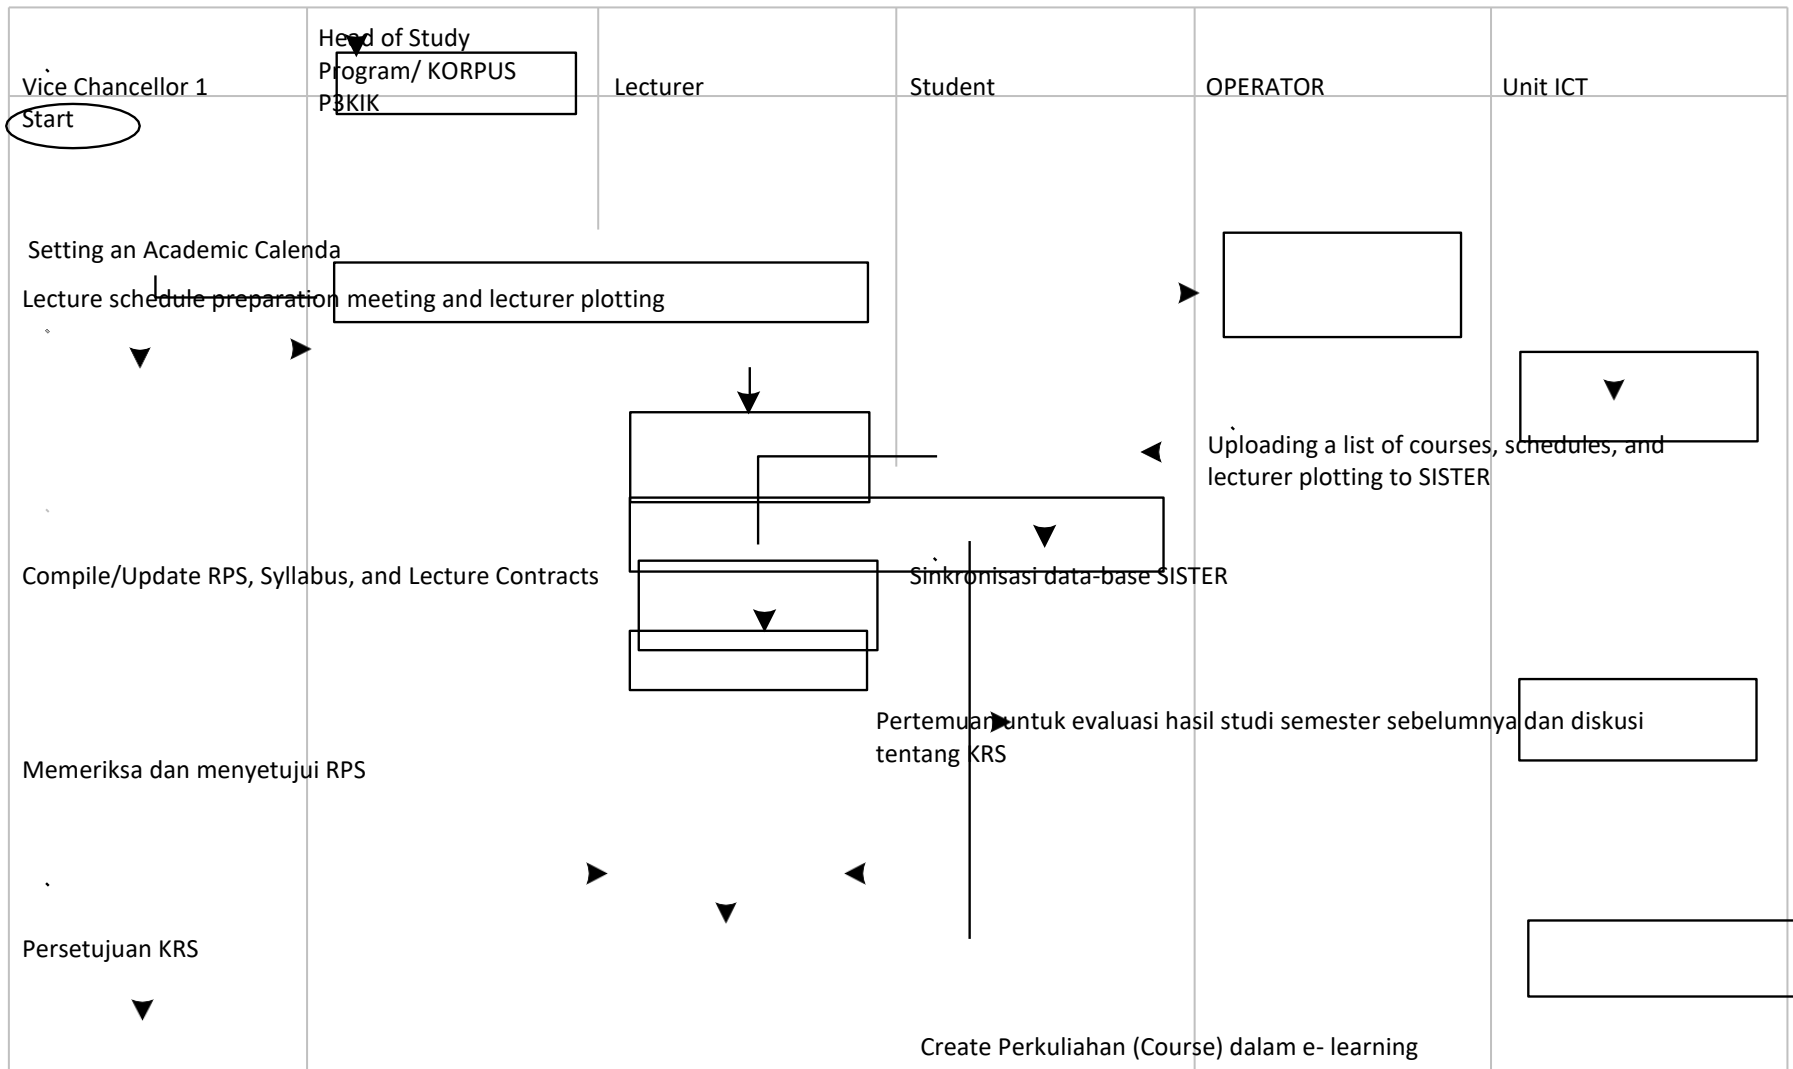 Head of Study
Program/ KORPUS
P3KIK
Vice Chancellor 1
Lecturer
Student
OPERATOR
Unit ICT
Start
Setting an Academic Calenda
Lecture schedule preparation meeting and lecturer plotting
Uploading a list of courses, schedules, and
lecturer plotting to SISTER
Compile/Update RPS, Syllabus, and Lecture Contracts
Sinkronisasi data-base SISTER
Pertemuan untuk evaluasi hasil studi semester sebelumnya dan diskusi
tentang KRS
Memeriksa dan menyetujui RPS
Persetujuan KRS
Create Perkuliahan (Course) dalam e- learning